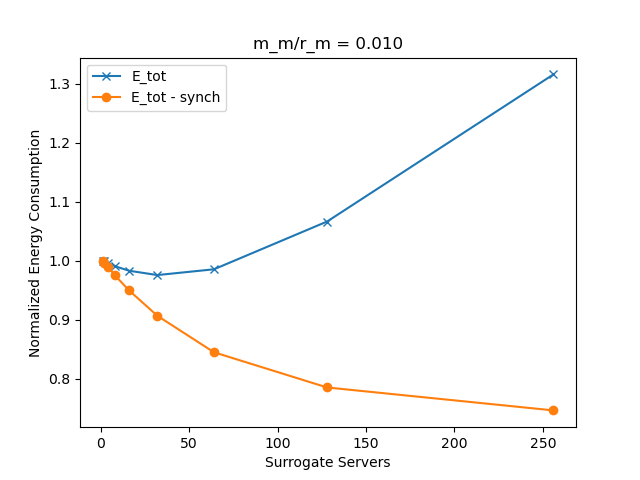 m_m/r_m = 0.010
E_tot
E_tot - synch
Normalized Energy Consumption
1.3
1.2
1.1
1.0
0.9
0.8
0 50 100 150 200 250
Surrogate Servers